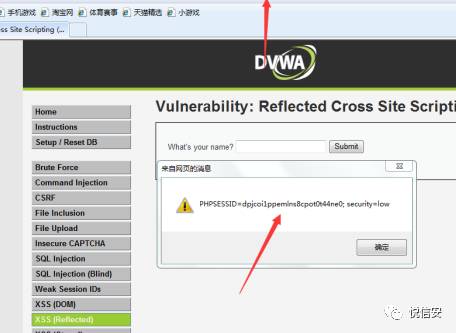 手机游戏 淘宝网 体育赛事 天猫精选 小游戏
ss Site Scripting (...
DVWA
Home
Instructions
Setup / Reset DB
Brute Force
Command Injection
CSRF
File Inclusion
File Upload
Insecure CAPTCHA
SQL Injection
SQL Injection (Blind)
Weak Session IDs
XSS (DOM)
XSS (Reflected)
Vulnerability: Reflected Cross Site Scripti
What's your name? Submit
来自网页的消息
PHPSESSID=dpjcoi1ppemlns8cpot0t44ne0; security=low
确定
悦信安